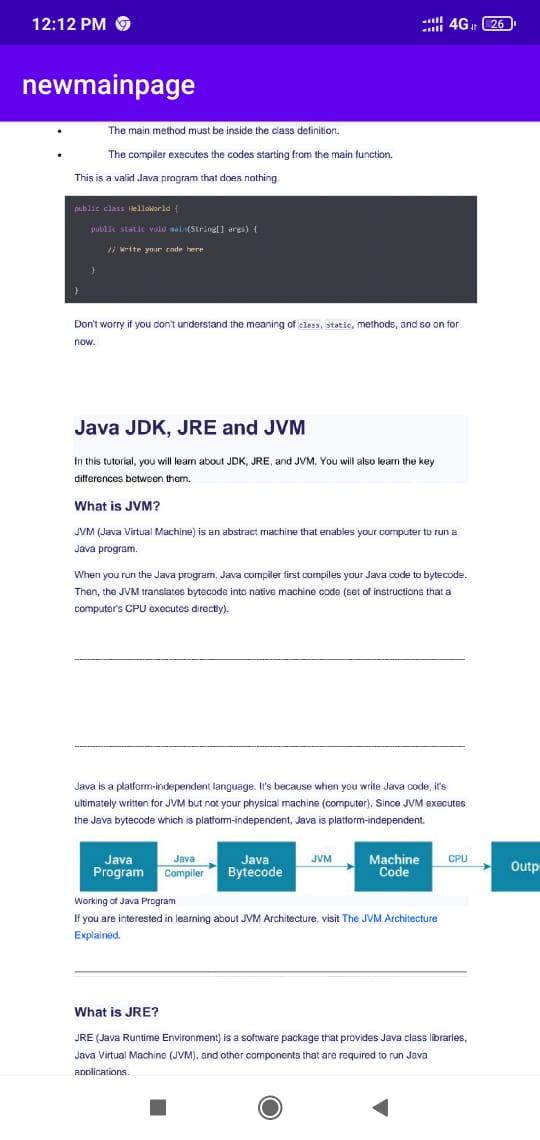 12:12 PM
4G 26
newmainpage
• The main method must be inside the class definition.
• The compiler executes the codes starting from the main function.
This is a valid Java program that does nothing.
public class HelloWorld {
public static void main(String[] args) {
// Write your code here
}
}
Don't worry if you don't understand the meaning of class, static, methods, and so on for
now.
Java JDK, JRE and JVM
In this tutorial, you will learn about JDK, JRE, and JVM. You will also learn the key
differences between them.
What is JVM?
JVM (Java Virtual Machine) is an abstract machine that enables your computer to run a
Java program.
When you run the Java program, Java compiler first compiles your Java code to bytecode.
Then, the JVM translates bytecode into native machine code (set of instructions that a
computer's CPU executes directly).
Java is a platform-independent language. It's because when you write Java code, it's
ultimately written for JVM but not your physical machine (computer). Since JVM executes
the Java bytecode which is platform-independent, Java is platform-independent.
Java Program
Java Compiler
Java Bytecode
JVM
Machine Code
CPU
Outp
Working of Java Program
If you are interested in learning about JVM Architecture, visit The JVM Architecture
Explained.
What is JRE?
JRE (Java Runtime Environment) is a software package that provides Java class libraries,
Java Virtual Machine (JVM), and other components that are required to run Java
applications.